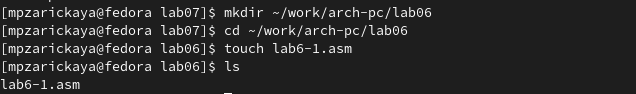 [mpzarickaya@fedora lab07]$ mkdir ~/work/arch-pc/lab06
[mpzarickaya@fedora lab07]$ cd ~/work/arch-pc/lab06
[mpzarickaya@fedora lab06]$ touch lab6-1.asm
[mpzarickaya@fedora lab06]$ ls
lab6-1.asm